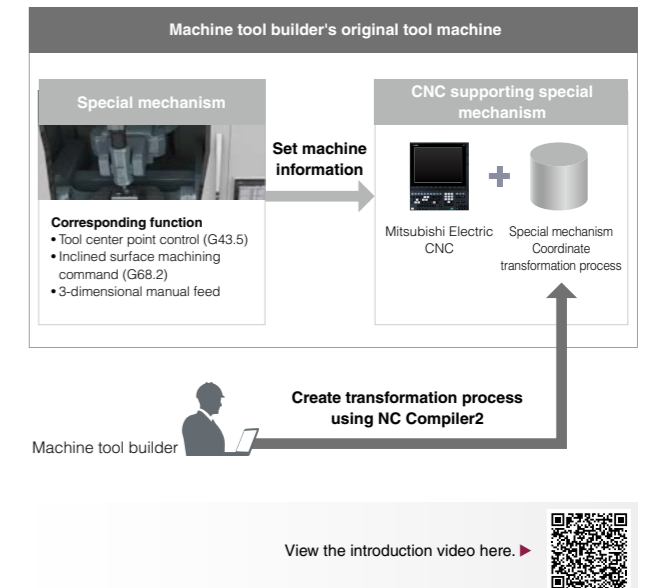 Machine tool builder's original tool machine
Special mechanism
Corresponding function
• Tool center point control (G43.5)
• Inclined surface machining
command (G68.2)
• 3-dimensional manual feed
Set machine
information
CNC supporting special
mechanism
Mitsubishi Electric
CNC
Special mechanism
Coordinate
transformation process
Create transformation process
using NC Compiler2
Machine tool builder
View the introduction video here. ▶